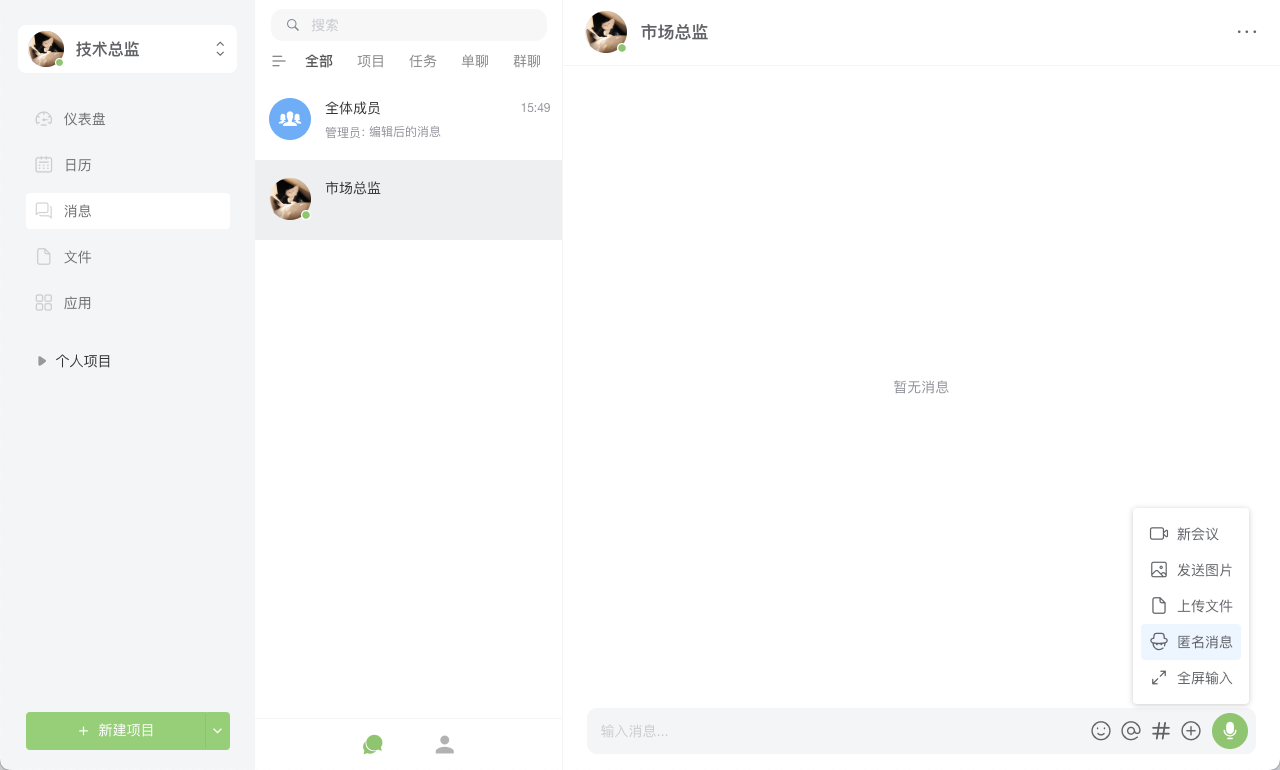 技术总监
仪表盘
日历
消息
文件
应用
个人项目
新建项目
搜索
全部 项目 任务 单聊 群聊
全体成员 15:49
管理员: 编辑后的消息
市场总监
市场总监
暂无消息
新会议
发送图片
上传文件
匿名消息
全屏输入
输入消息...